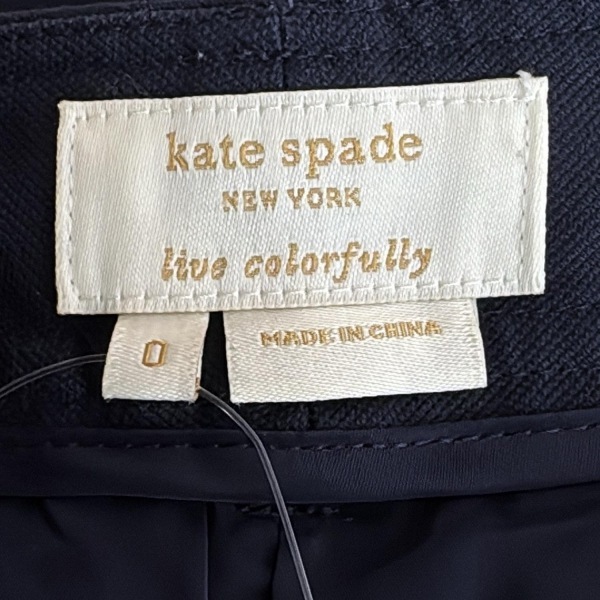 kate spade
NEW YORK
live colorfully
0
MADE IN CHINA